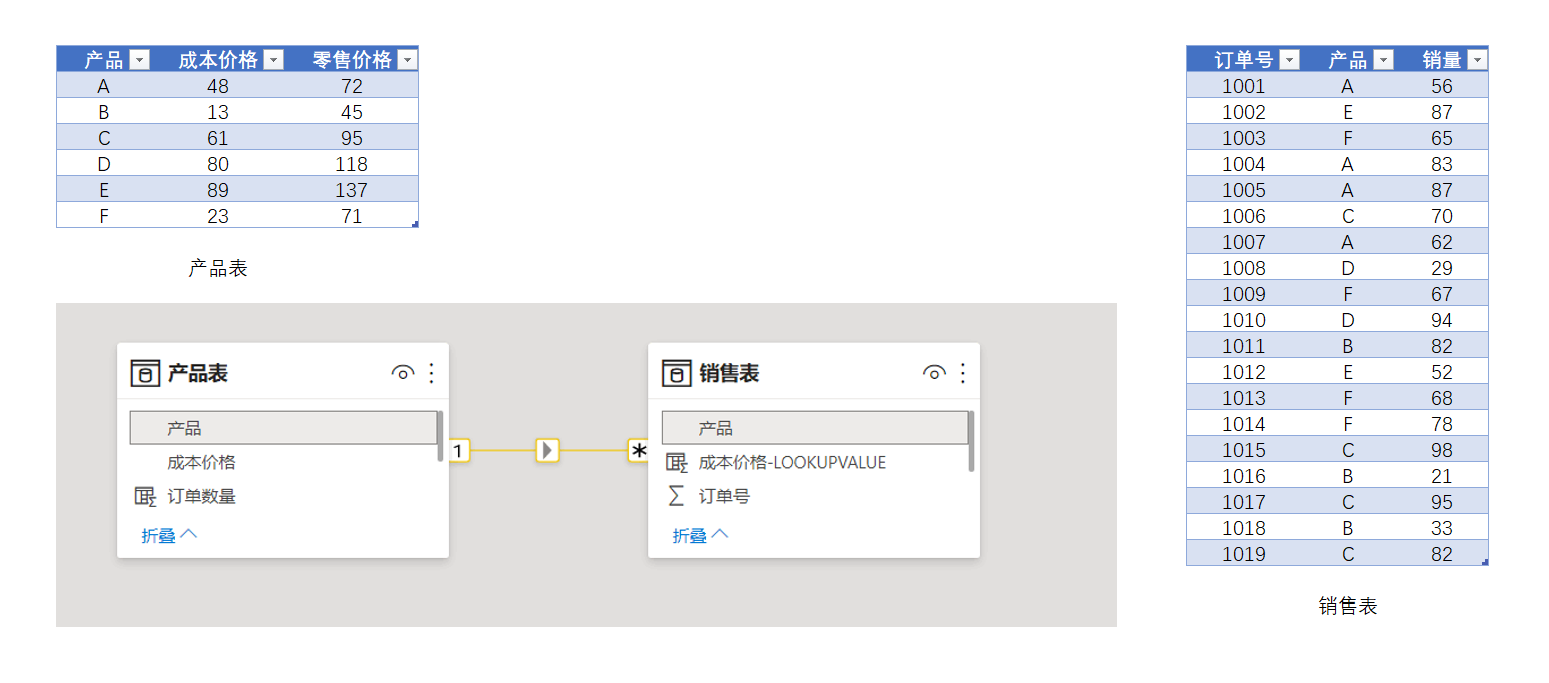 产品 成本价格 零售价格
A 48 72
B 13 45
C 61 95
D 80 118
E 89 137
F 23 71
产品表
产品表
产品
成本价格
订单数量
折叠
1
*
销售表
产品
成本价格-LOOKUPVALUE
订单号
折叠
订单号 产品 销量
1001 A 56
1002 E 87
1003 F 65
1004 A 83
1005 A 87
1006 C 70
1007 A 62
1008 D 29
1009 F 67
1010 D 94
1011 B 82
1012 E 52
1013 F 68
1014 F 78
1015 C 98
1016 B 21
1017 C 95
1018 B 33
1019 C 82
销售表